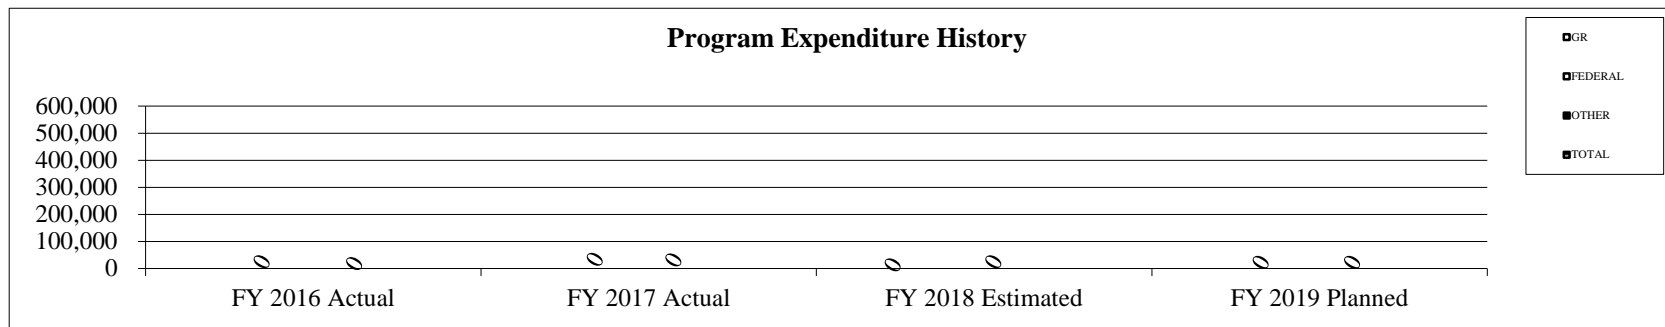 Program Expenditure History
GR
FEDERAL
OTHER
TOTAL
600,000
500,000
400,000
300,000
200,000
100,000
0
0 0 0 0 0 0 0 0
FY 2016 Actual FY 2017 Actual FY 2018 Estimated FY 2019 Planned